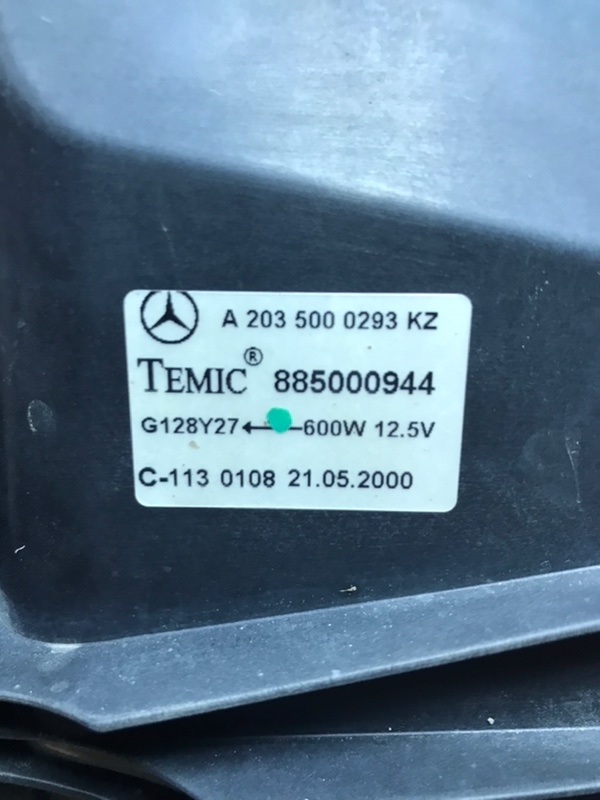 A 203 500 0293 KZ
TEMIC® 885000944
G128Y27←600W 12.5V
C-113 0108 21.05.2000